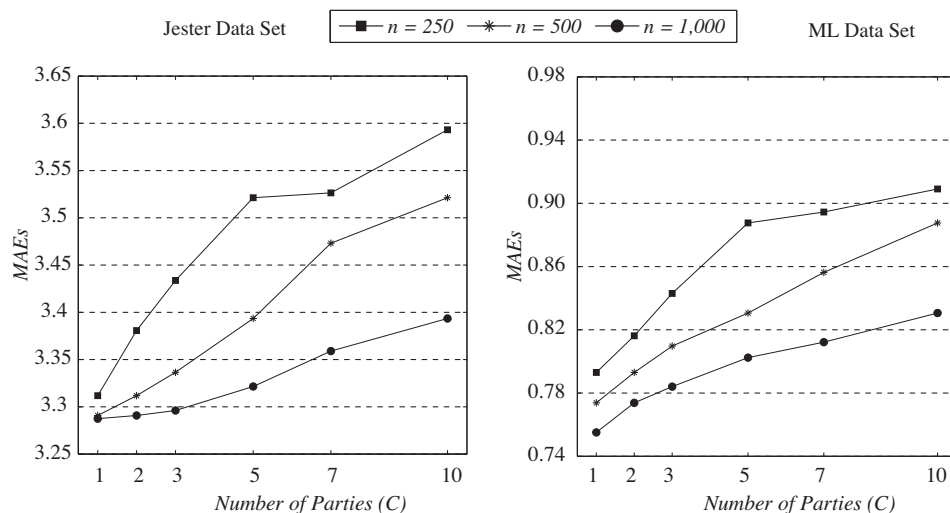 Jester Data Set
n = 250 n = 500 n = 1,000
ML Data Set
3.65
3.6
3.55
3.5
3.45
3.4
3.35
3.3
3.25
MAEs
1 2 3 5 7 10
Number of Parties (C)
0.98
0.94
0.90
0.86
0.82
0.78
0.74
MAEs
1 2 3 5 7 10
Number of Parties (C)